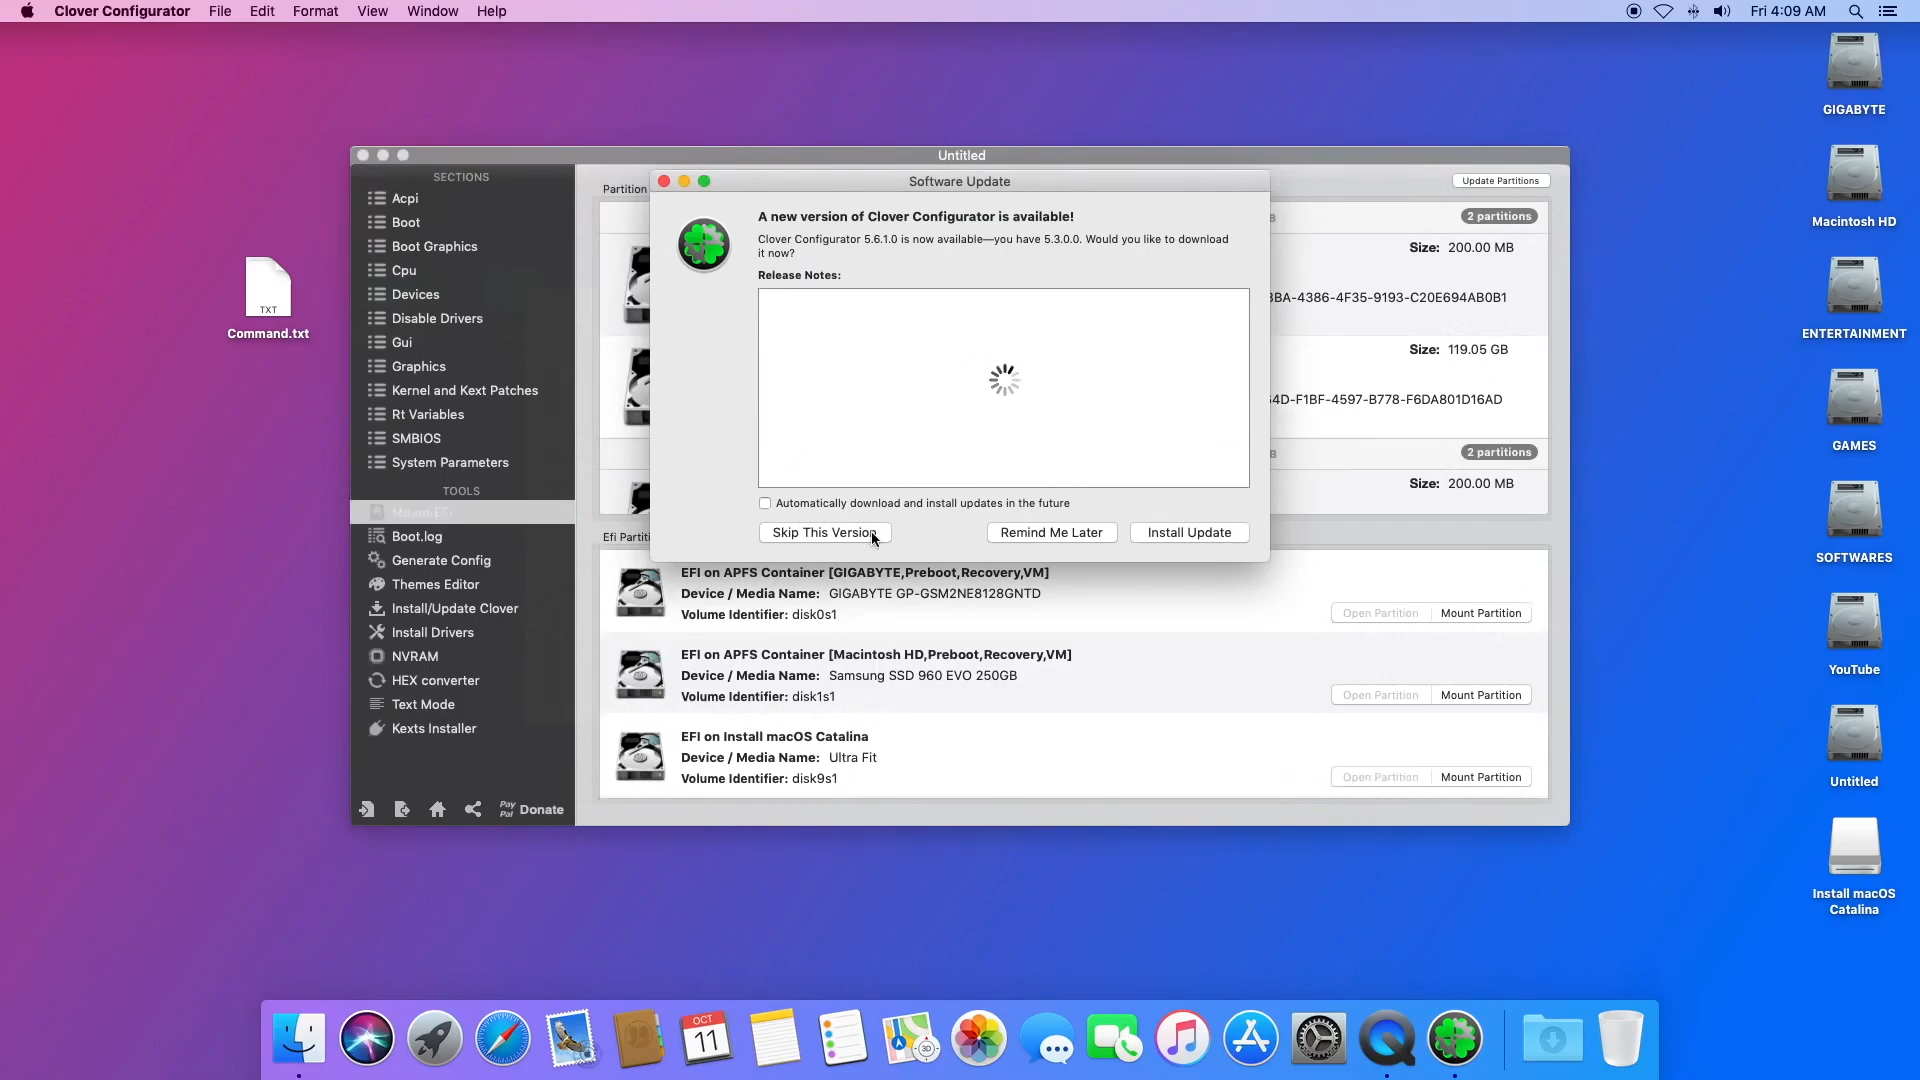 Clover Configurator File Edit Format View Window Help
Fri 4:09 AM
GIGABYTE
Macintosh HD
ENTERTAINMENT
GAMES
SOFTWARES
YouTube
Untitled
Install macOS
Catalina
TXT
Command.txt
Untitled
SECTIONS
Acpi
Boot
Boot Graphics
Cpu
Devices
Disable Drivers
Gui
Graphics
Kernel and Kext Patches
Rt Variables
SMBIOS
System Parameters
TOOLS
Mount EFI
Boot.log
Generate Config
Themes Editor
Install/Update Clover
Install Drivers
NVRAM
HEX converter
Text Mode
Kexts Installer
Pay
Pal
Donate
Partition
Update Partitions
B
2 partitions
Size: 200.00 MB
BA-4386-4F35-9193-C20E694AB0B1
Size: 119.05 GB
4D-F1BF-4597-B778-F6DA801D16AD
B
2 partitions
Size: 200.00 MB
Software Update
A new version of Clover Configurator is available!
Clover Configurator 5.6.1.0 is now available—you have 5.3.0.0. Would you like to download
it now?
Release Notes:
Automatically download and install updates in the future
Skip This Version
Remind Me Later
Install Update
Efi Partiti
EFI on APFS Container [GIGABYTE,Preboot,Recovery,VM]
Device / Media Name: GIGABYTE GP-GSM2NE8128GNTD
Volume Identifier: disk0s1
Open Partition Mount Partition
EFI on APFS Container [Macintosh HD,Preboot,Recovery,VM]
Device / Media Name: Samsung SSD 960 EVO 250GB
Volume Identifier: disk1s1
Open Partition Mount Partition
EFI on Install macOS Catalina
Device / Media Name: Ultra Fit
Volume Identifier: disk9s1
Open Partition Mount Partition
OCT
11
3D